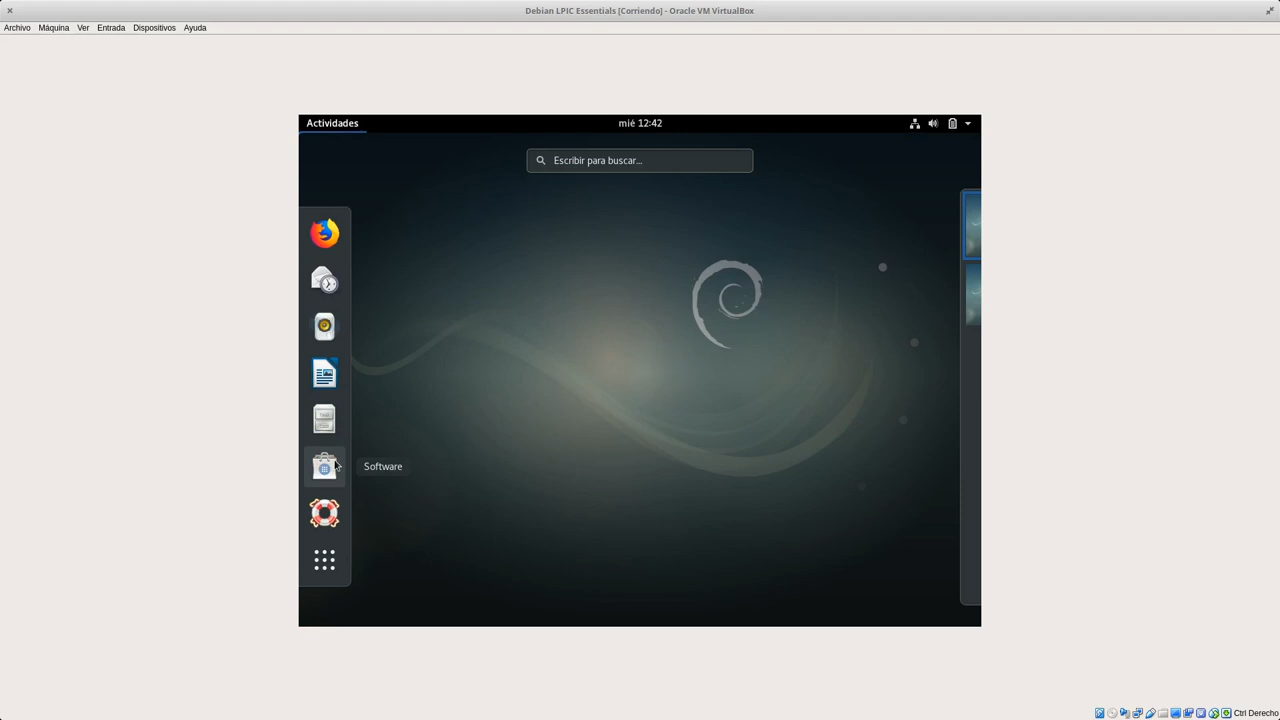 Debian LPIC Essentials [Corriendo] - Oracle VM VirtualBox
Archivo Máquina Ver Entrada Dispositivos Ayuda
Actividades mié 12:42
Escribir para buscar...
Software
Ctrl Derecho